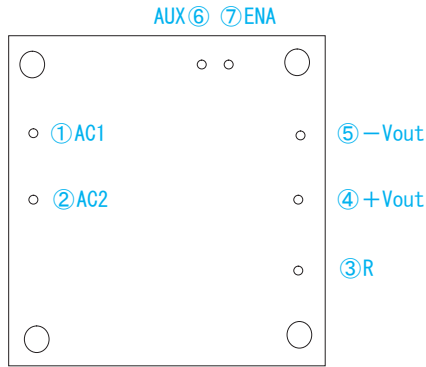 AUX⑥ ⑦ENA
①AC1
⑤－Vout
②AC2
④＋Vout
③R